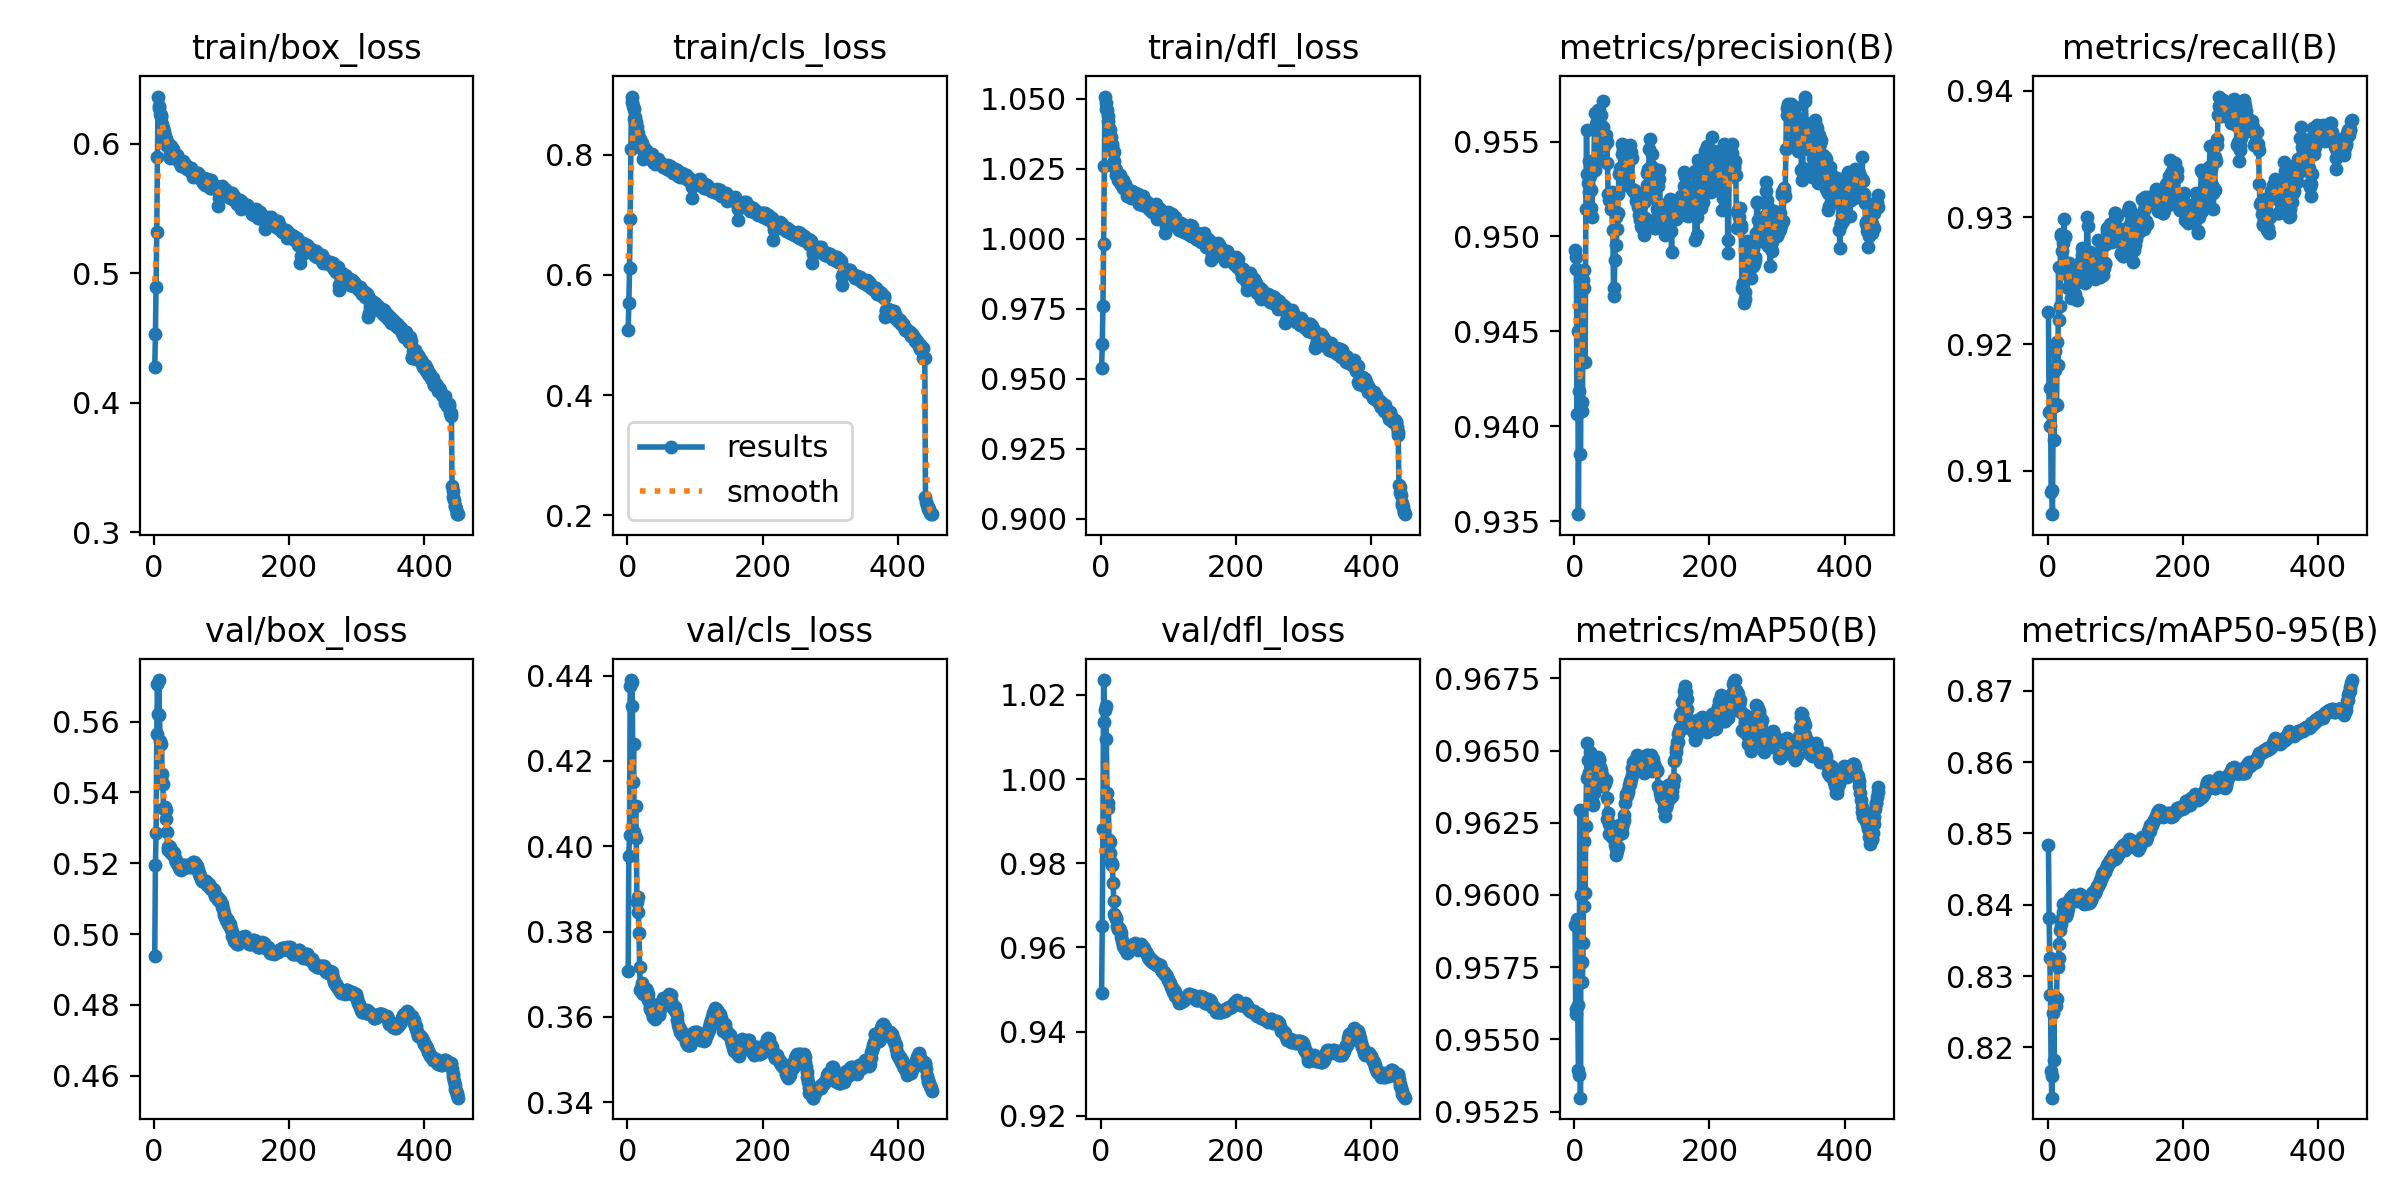 train/box_loss
0.6
0.5
0.4
0.3
0 200 400
train/cls_loss
0.8
0.6
0.4
0.2
results
smooth
0 200 400
train/dfl_loss
1.050
1.025
1.000
0.975
0.950
0.925
0.900
0 200 400
metrics/precision(B)
0.955
0.950
0.945
0.940
0.935
0 200 400
metrics/recall(B)
0.94
0.93
0.92
0.91
0 200 400
val/box_loss
0.56
0.54
0.52
0.50
0.48
0.46
0 200 400
val/cls_loss
0.44
0.42
0.40
0.38
0.36
0.34
0 200 400
val/dfl_loss
1.02
1.00
0.98
0.96
0.94
0.92
0 200 400
metrics/mAP50(B)
0.9675
0.9650
0.9625
0.9600
0.9575
0.9550
0.9525
0 200 400
metrics/mAP50-95(B)
0.87
0.86
0.85
0.84
0.83
0.82
0 200 400